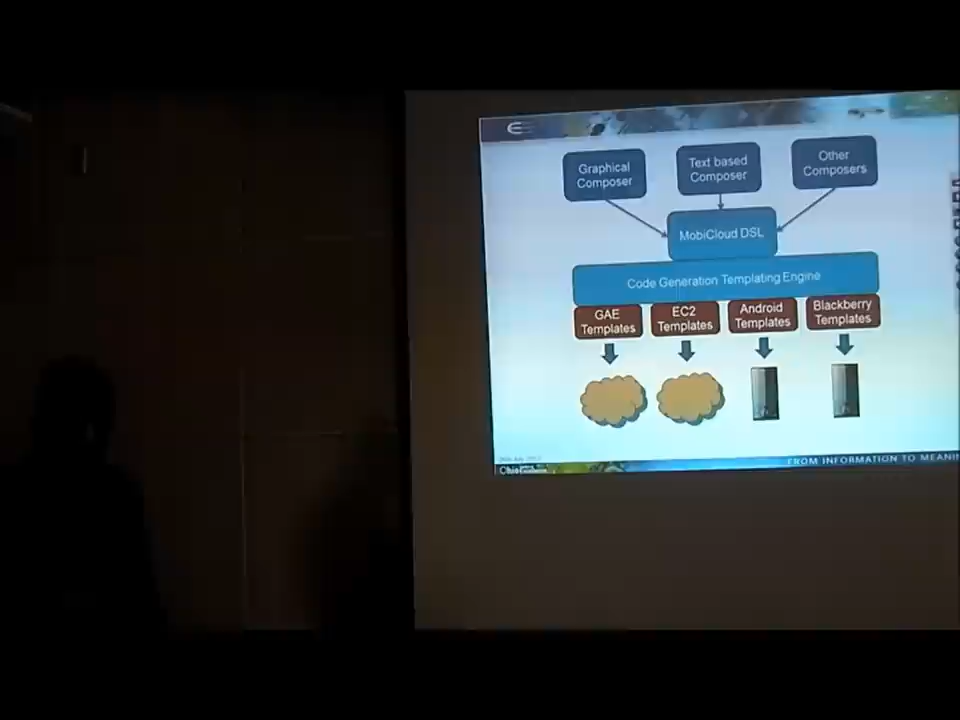 Graphical
Composer
Text based
Composer
Other
Composers
MobiCloud DSL
Code Generation Templating Engine
GAE
Templates
EC2
Templates
Android
Templates
Blackberry
Templates
FROM INFORMATION TO MEANI